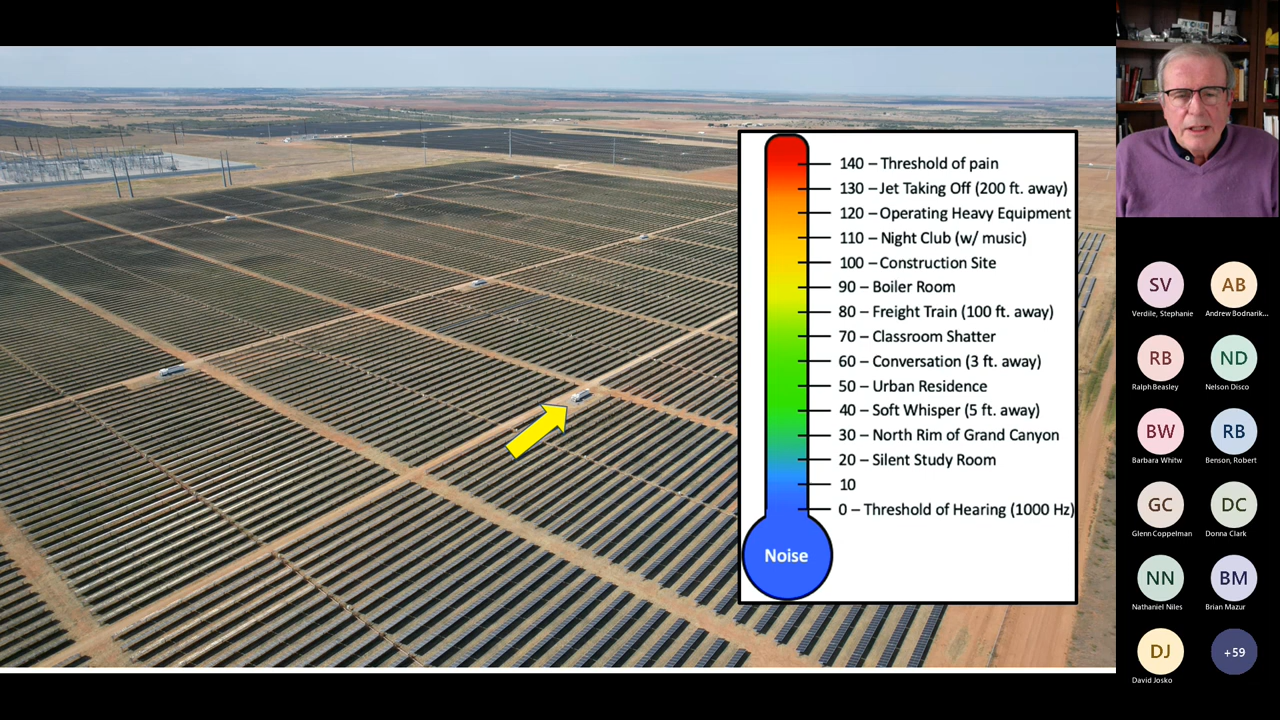 140 – Threshold of pain
130 – Jet Taking Off (200 ft. away)
120 – Operating Heavy Equipment
110 – Night Club (w/ music)
100 – Construction Site
90 – Boiler Room
80 – Freight Train (100 ft. away)
70 – Classroom Shatter
60 – Conversation (3 ft. away)
50 – Urban Residence
40 – Soft Whisper (5 ft. away)
30 – North Rim of Grand Canyon
20 – Silent Study Room
10
0 – Threshold of Hearing (1000 Hz)
Noise
SV
Verdile, Stephanie
AB
Andrew Bodnarik...
RB
Ralph Beasley
ND
Nelson Disco
BW
Barbara Whitw
RB
Benson, Robert
GC
Glenn Coppelman
DC
Donna Clark
NN
Nathaniel Niles
BM
Brian Mazur
DJ
David Josko
+59